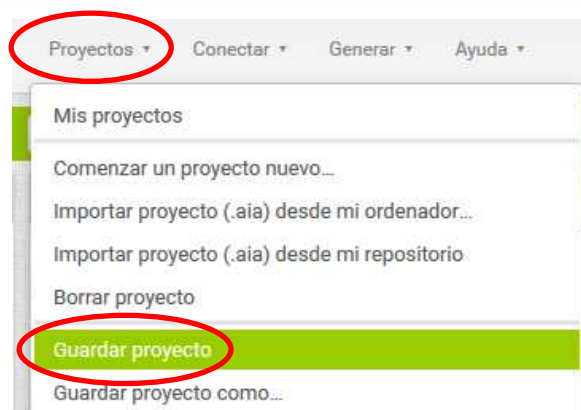 Proyectos Conectar Generar Ayuda
Mis proyectos
Comenzar un proyecto nuevo...
Importar proyecto (.aia) desde mi ordenador...
Importar proyecto (.aia) desde mi repositorio
Borrar proyecto
Guardar proyecto
Guardar proyecto como...